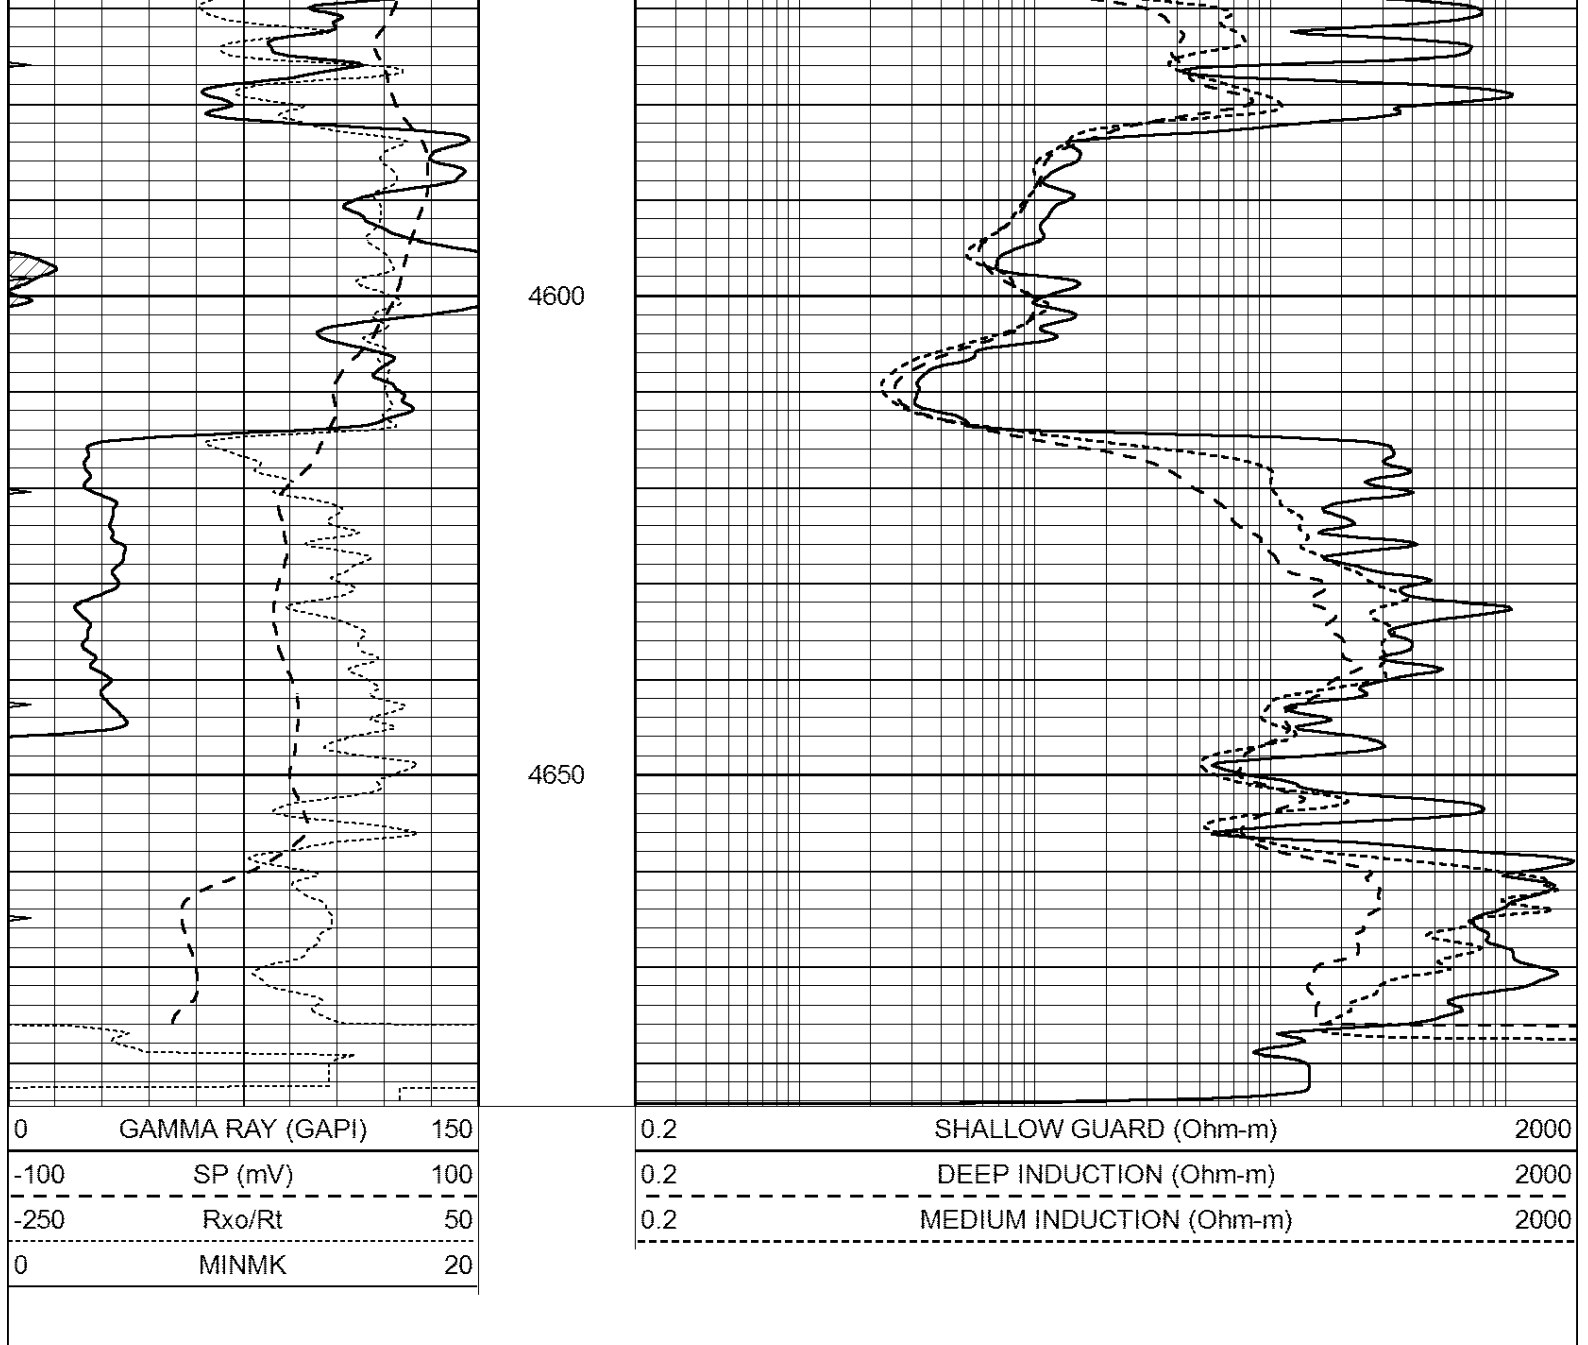 4600
4650
0 GAMMA RAY (GAPI) 150
-100 SP (mV) 100
-250 Rxo/Rt 50
0 MINMK 20
0.2 SHALLOW GUARD (Ohm-m) 2000
0.2 DEEP INDUCTION (Ohm-m) 2000
0.2 MEDIUM INDUCTION (Ohm-m) 2000